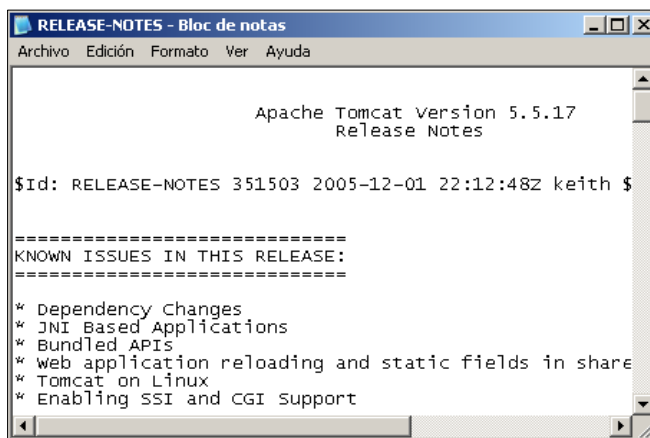 RELEASE-NOTES - Bloc de notas
Archivo Edición Formato Ver Ayuda
Apache Tomcat Version 5.5.17
Release Notes
$Id: RELEASE-NOTES 351503 2005-12-01 22:12:48Z keith $
=============================
KNOWN ISSUES IN THIS RELEASE:
=============================
* Dependency Changes
* JNI Based Applications
* Bundled APIs
* Web application reloading and static fields in share
* Tomcat on Linux
* Enabling SSI and CGI Support